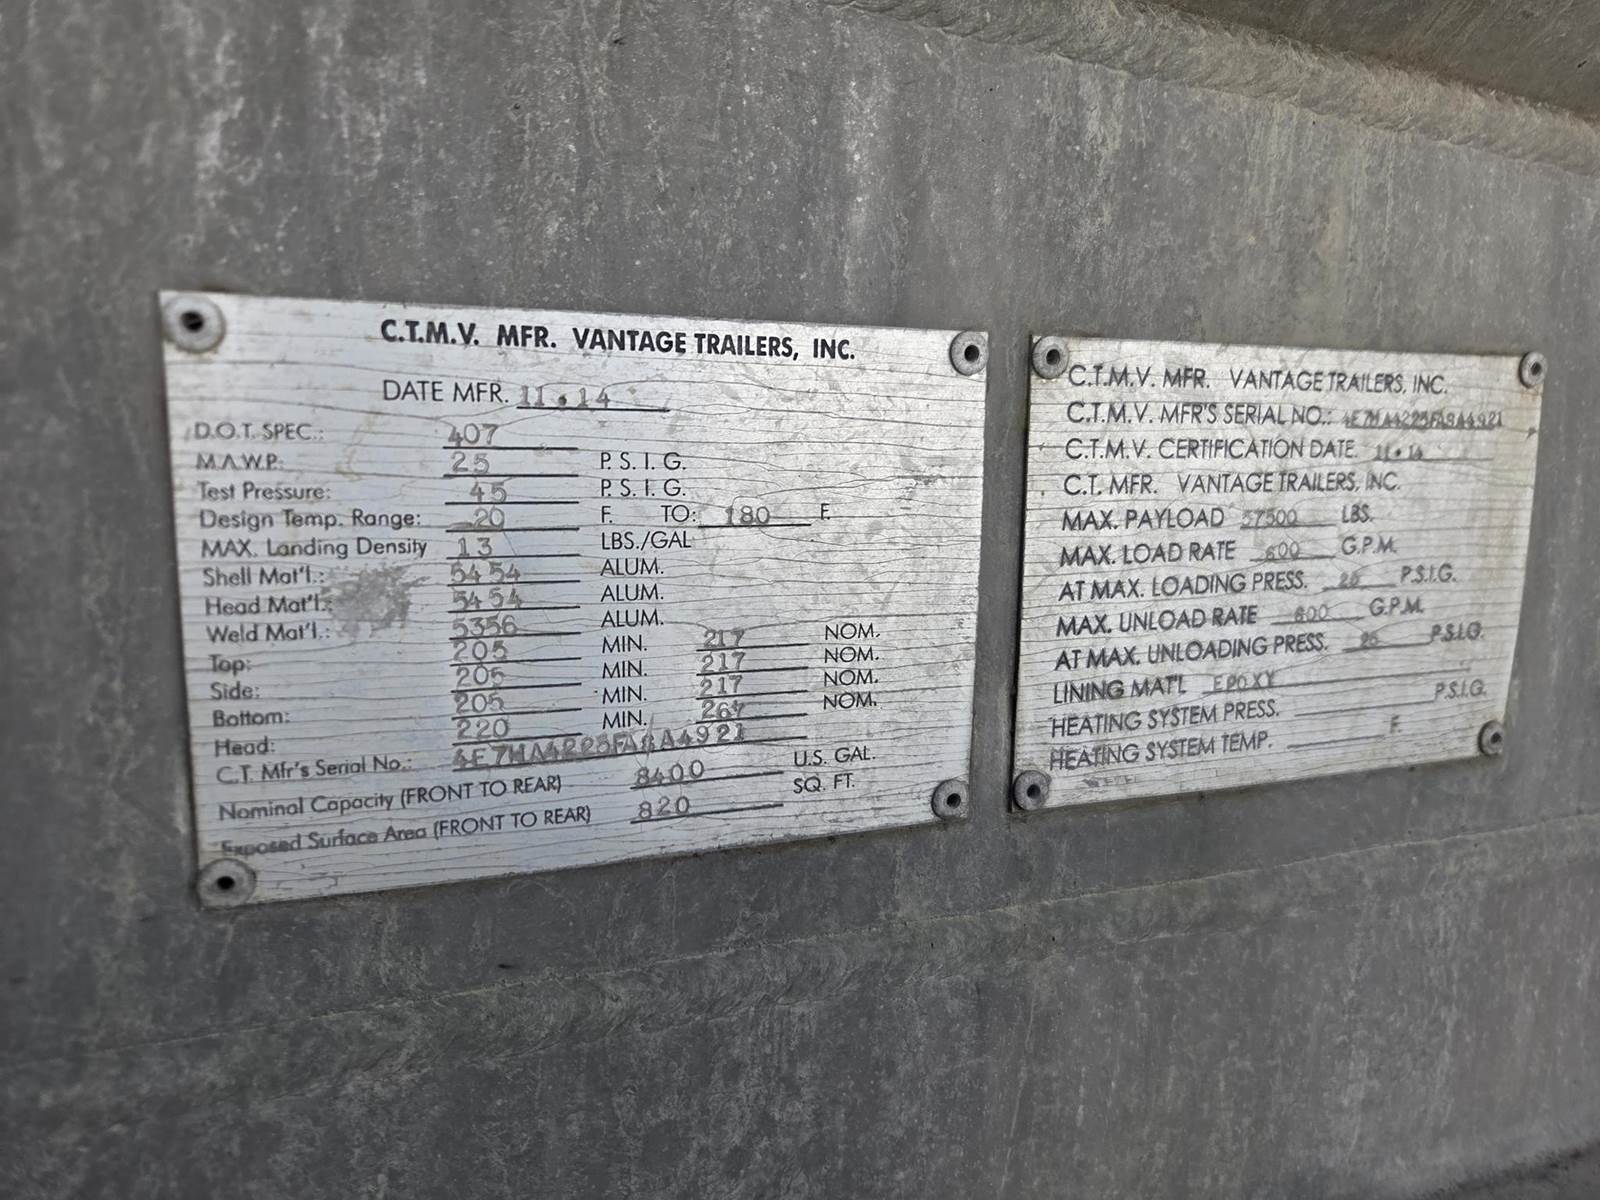 C.T.M.V. MFR. VANTAGE TRAILERS, INC.
DATE MFR. 11.14
D.O.T. SPEC.: 407
M.A.W.P. 25 P.S.I.G.
Test Pressure: 45 P.S.I.G.
Design Temp. Range: -20 F. TO: 180 F.
MAX. Landing Density 13 LBS./GAL
Shell Mat'l.: 5454 ALUM.
Head Mat'l.: 5454 ALUM.
Weld Mat'l.: 5356 ALUM.
Top: 205 MIN. 217 NOM.
Side: 205 MIN. 217 NOM.
Bottom: 205 MIN. 217 NOM.
Head: 220 MIN. 267 NOM.
C.T. Mfr's Serial No.:
Nominal Capacity (FRONT TO REAR) 8400 U.S. GAL.
Exposed Surface Area (FRONT TO REAR) 820 SQ. FT.
C.T.M.V. MFR. VANTAGE TRAILERS, INC.
C.T.M.V. MFR'S SERIAL NO.:
C.T.M.V. CERTIFICATION DATE 11.14
C.T. MFR. VANTAGE TRAILERS, INC.
MAX. PAYLOAD 57500 LBS.
MAX. LOAD RATE 600 G.P.M.
AT MAX. LOADING PRESS. 25 P.S.I.G.
MAX. UNLOAD RATE 600 G.P.M.
AT MAX. UNLOADING PRESS. 25 P.S.I.G.
LINING MAT'L EPOXY
HEATING SYSTEM PRESS. P.S.I.G.
HEATING SYSTEM TEMP. F.